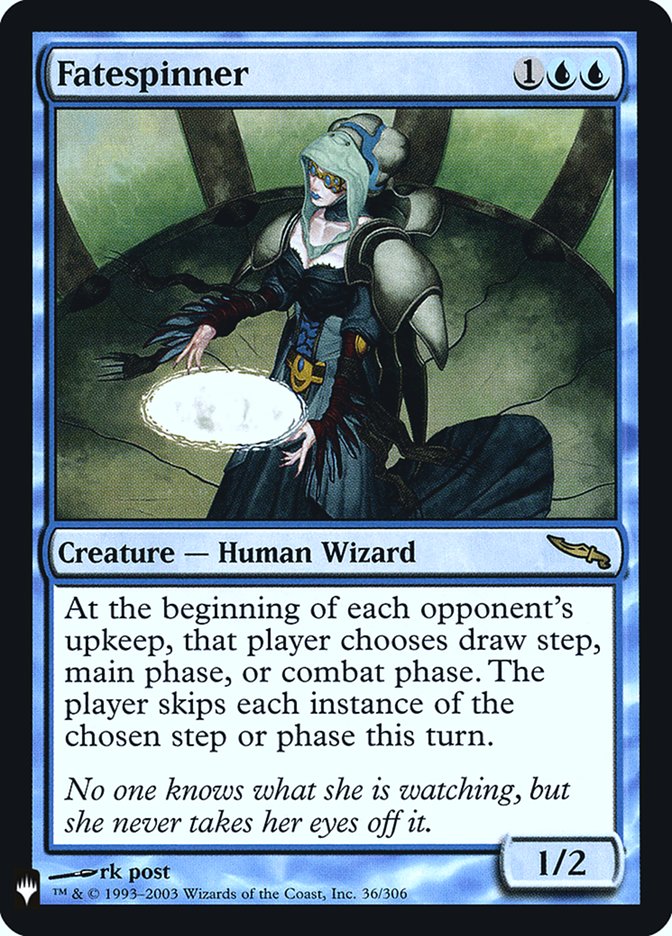 Fatespinner 1
Creature — Human Wizard
At the beginning of each opponent's
upkeep, that player chooses draw step,
main phase, or combat phase. The
player skips each instance of the
chosen step or phase this turn.
No one knows what she is watching, but
she never takes her eyes off it.
1/2
rk post
™ & © 1993–2003 Wizards of the Coast, Inc. 36/306